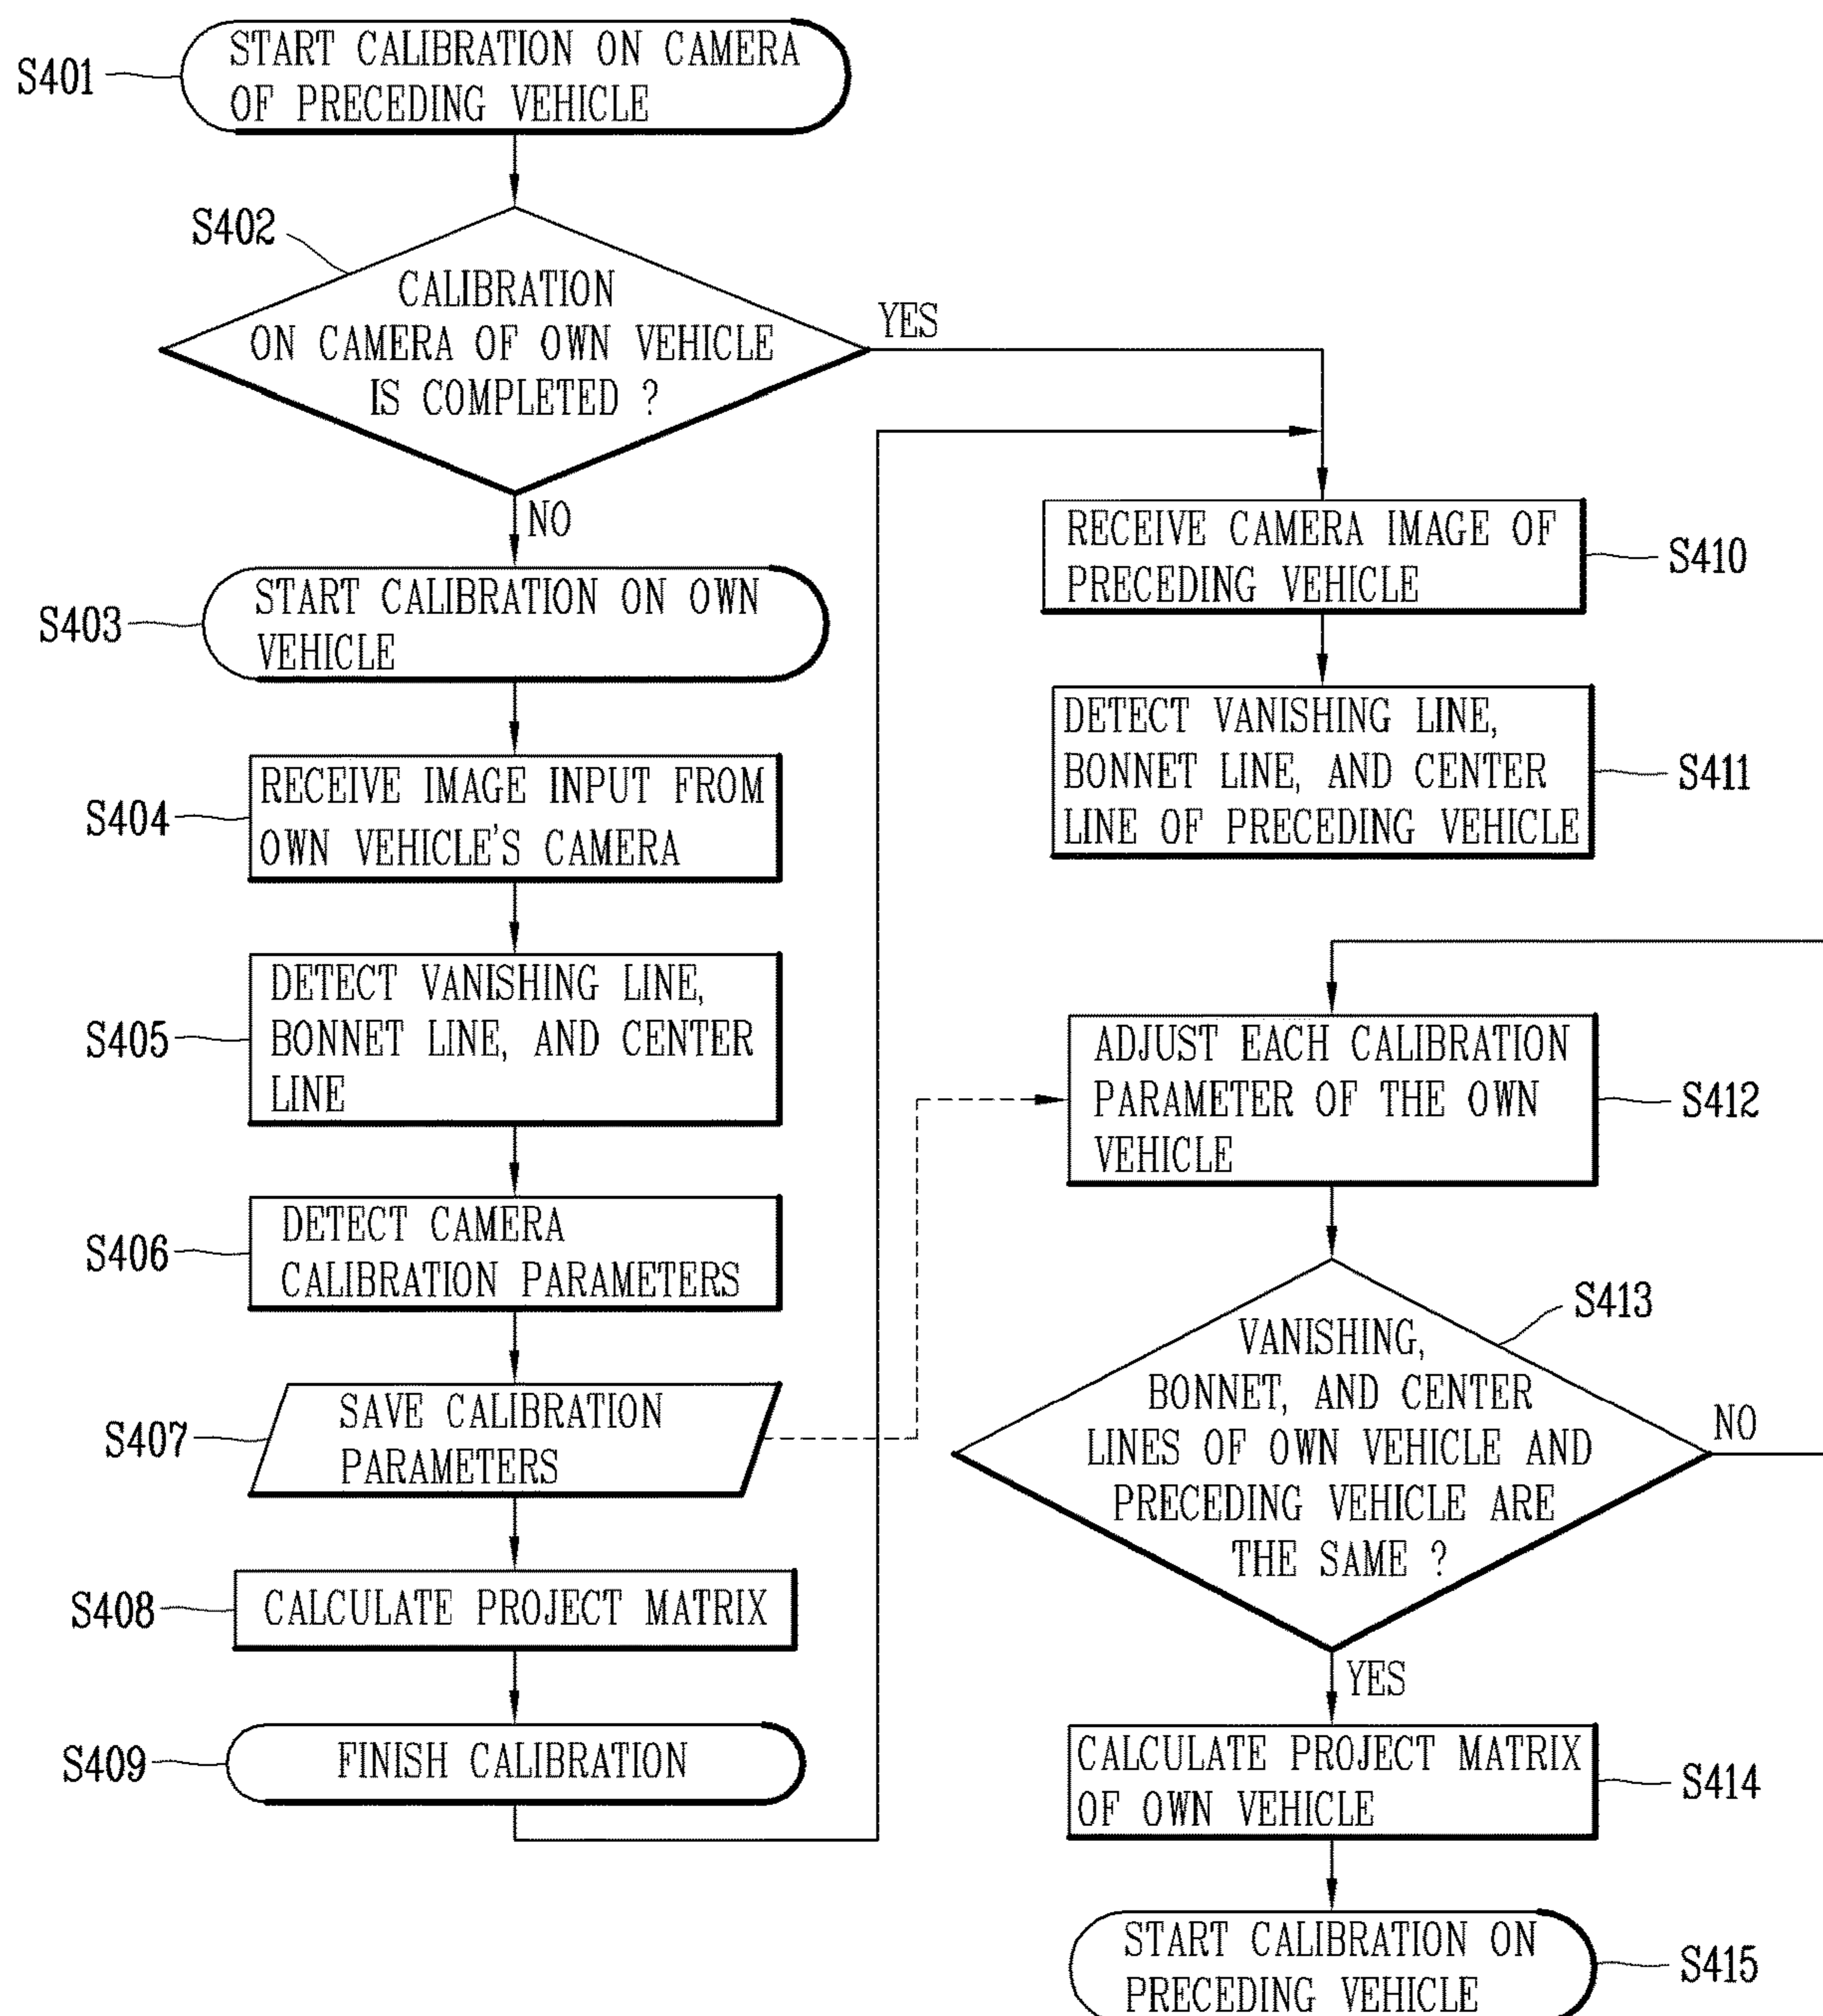 S401
START CALIBRATION ON CAMERA
OF PRECEDING VEHICLE
S402
CALIBRATION
ON CAMERA OF OWN VEHICLE
IS COMPLETED ?
YES
NO
S403
START CALIBRATION ON OWN
VEHICLE
S404
RECEIVE IMAGE INPUT FROM
OWN VEHICLE'S CAMERA
S405
DETECT VANISHING LINE,
BONNET LINE, AND CENTER
LINE
S406
DETECT CAMERA
CALIBRATION PARAMETERS
S407
SAVE CALIBRATION
PARAMETERS
S408
CALCULATE PROJECT MATRIX
S409
FINISH CALIBRATION
RECEIVE CAMERA IMAGE OF
PRECEDING VEHICLE
S410
DETECT VANISHING LINE,
BONNET LINE, AND CENTER
LINE OF PRECEDING VEHICLE
S411
ADJUST EACH CALIBRATION
PARAMETER OF THE OWN
VEHICLE
S412
S413
VANISHING,
BONNET, AND CENTER
LINES OF OWN VEHICLE AND
PRECEDING VEHICLE ARE
THE SAME ?
NO
YES
CALCULATE PROJECT MATRIX
OF OWN VEHICLE
S414
START CALIBRATION ON
PRECEDING VEHICLE
S415